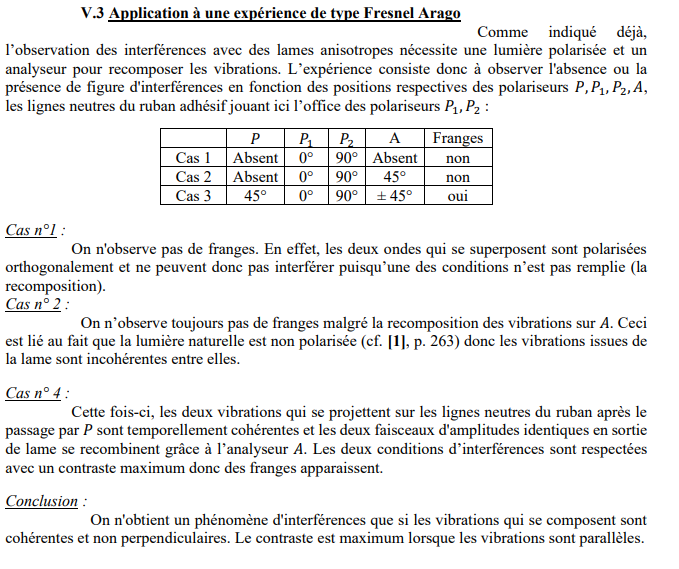 V.3 Application à une expérience de type Fresnel Arago
Comme indiqué déjà,
l'observation des interférences avec des lames anisotropes nécessite une lumière polarisée et un
analyseur pour recomposer les vibrations. L'expérience consiste donc à observer l'absence ou la
présence de figure d'interférences en fonction des positions respectives des polariseurs P, P₁, P₂, A,
les lignes neutres du ruban adhésif jouant ici l'office des polariseurs P₁, P₂ :
P P₁ P₂ A Franges
Cas 1 Absent 0° 90° Absent non
Cas 2 Absent 0° 90° 45° non
Cas 3 45° 0° 90° ± 45° oui
Cas n°1 :
On n'observe pas de franges. En effet, les deux ondes qui se superposent sont polarisées
orthogonalement et ne peuvent donc pas interférer puisqu'une des conditions n'est pas remplie (la
recomposition).
Cas n° 2 :
On n'observe toujours pas de franges malgré la recomposition des vibrations sur A. Ceci
est lié au fait que la lumière naturelle est non polarisée (cf. [1], p. 263) donc les vibrations issues de
la lame sont incohérentes entre elles.
Cas n° 4 :
Cette fois-ci, les deux vibrations qui se projettent sur les lignes neutres du ruban après le
passage par P sont temporellement cohérentes et les deux faisceaux d'amplitudes identiques en sortie
de lame se recombinent grâce à l'analyseur A. Les deux conditions d'interférences sont respectées
avec un contraste maximum donc des franges apparaissent.
Conclusion :
On n'obtient un phénomène d'interférences que si les vibrations qui se composent sont
cohérentes et non perpendiculaires. Le contraste est maximum lorsque les vibrations sont parallèles.